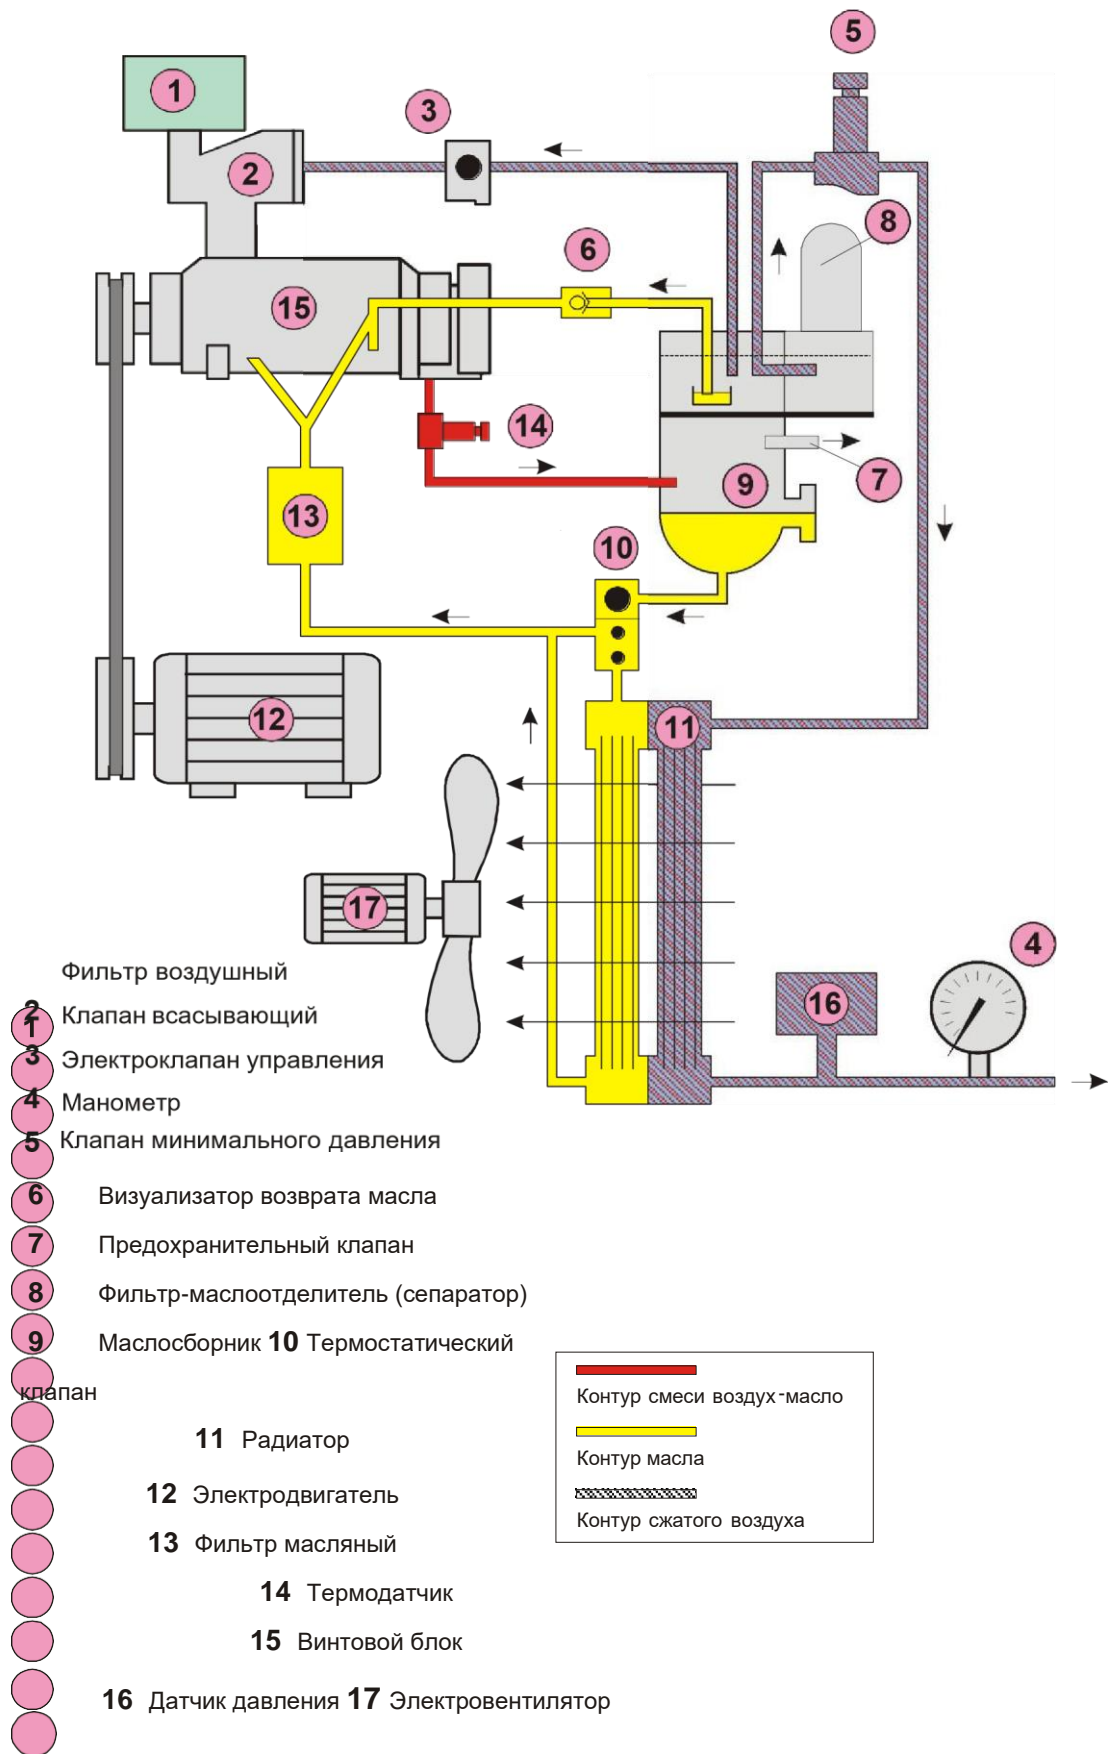 5
1
3
2
8
6
15
14
9
7
13
10
12
11
17
4
16
Фильтр воздушный
1
2 Клапан всасывающий
3 Электроклапан управления
4 Манометр
5 Клапан минимального давления
6 Визуализатор возврата масла
7 Предохранительный клапан
8 Фильтр-маслоотделитель (сепаратор)
9 Маслосборник 10 Термостатический
клапан
11 Радиатор
12 Электродвигатель
13 Фильтр масляный
14 Термодатчик
15 Винтовой блок
16 Датчик давления 17 Электровентилятор
Контур смеси воздух-масло
Контур масла
Контур сжатого воздуха